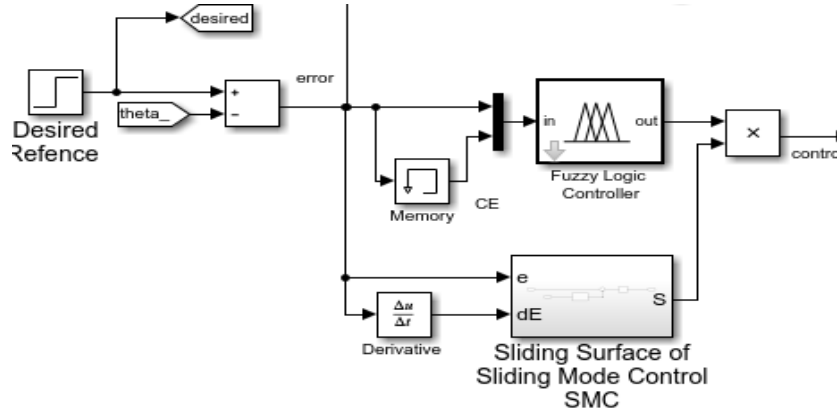 desired
error
+
−
theta_
Desired
Refence
in
out
Fuzzy Logic
Controller
×
contro
Memory
CE
e
dE
S
Δu
Δt
Derivative
Sliding Surface of
Sliding Mode Control
SMC